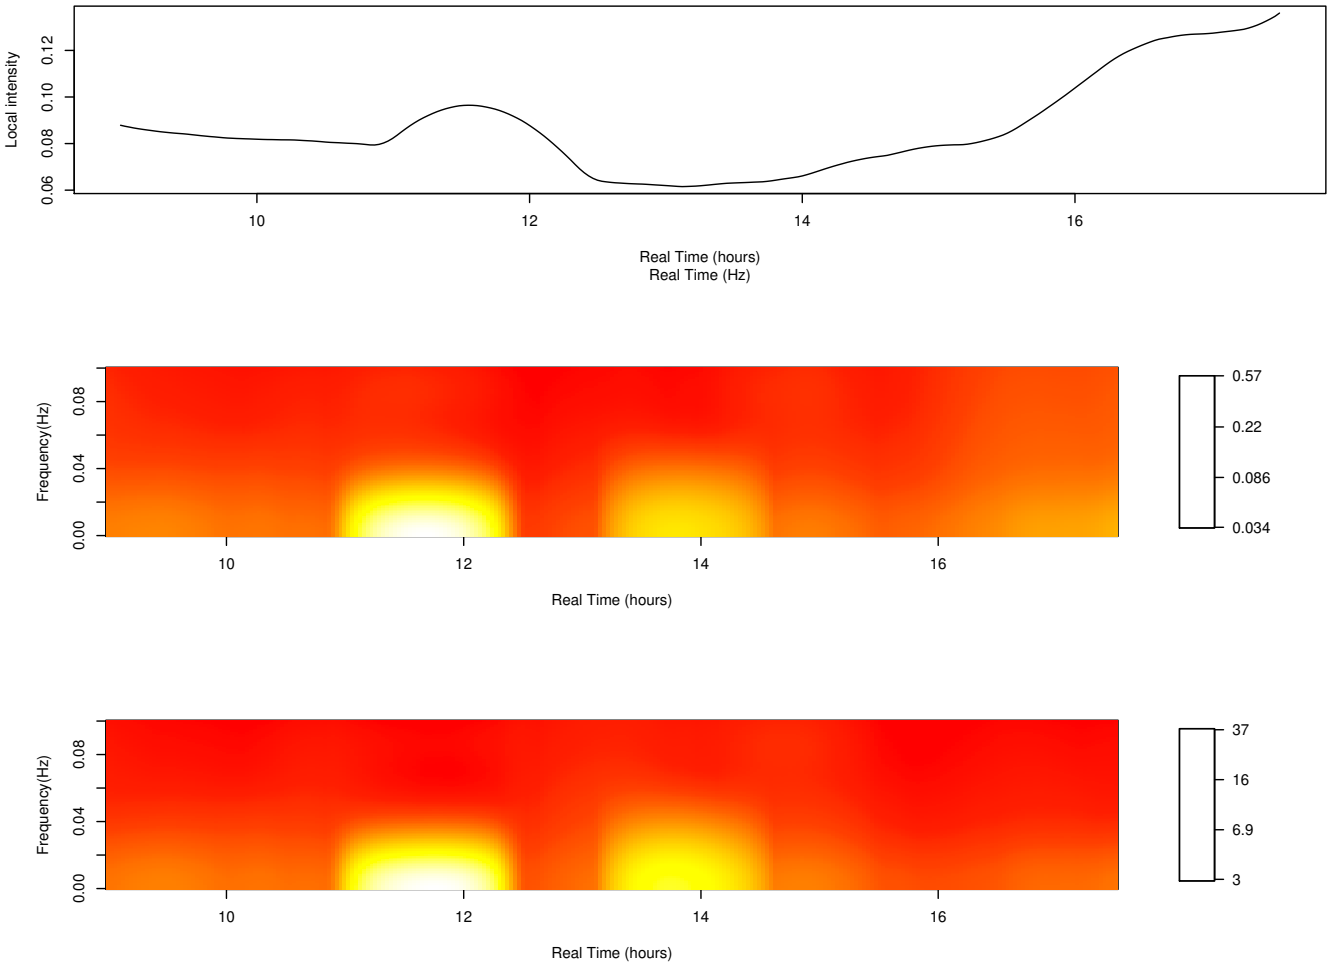 Local intensity
0.06 0.08 0.10 0.12
10 12 14 16
Real Time (hours)
Real Time (Hz)
Frequency(Hz)
0.00 0.04 0.08
10 12 14 16
Real Time (hours)
0.57
0.22
0.086
0.034
Frequency(Hz)
0.00 0.04 0.08
10 12 14 16
Real Time (hours)
37
16
6.9
3